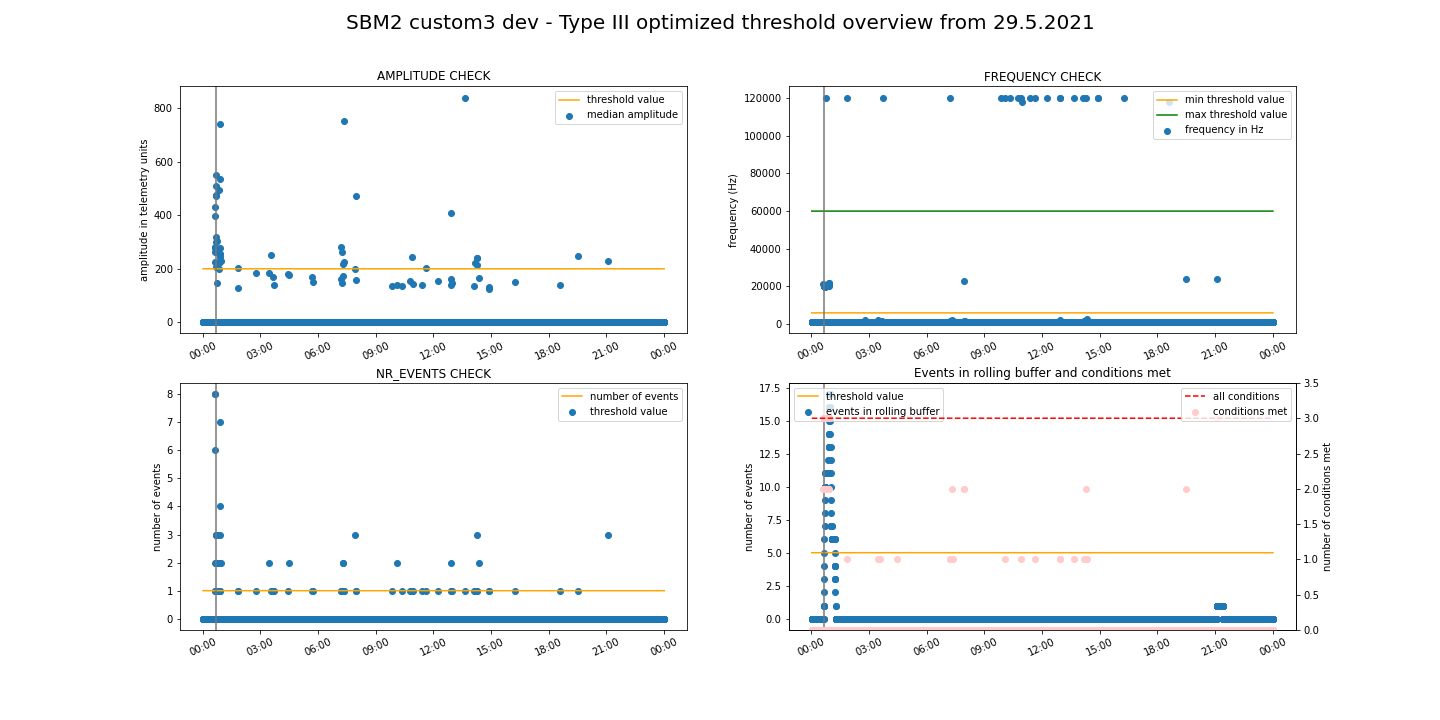 SBM2 custom3 dev - Type III optimized threshold overview from 29.5.2021
AMPLITUDE CHECK
amplitude in telemetry units
800
600
400
200
0
threshold value
median amplitude
00:00 03:00 06:00 09:00 12:00 15:00 18:00 21:00 00:00
FREQUENCY CHECK
frequency (Hz)
120000
100000
80000
60000
40000
20000
0
min threshold value
max threshold value
frequency in Hz
00:00 03:00 06:00 09:00 12:00 15:00 18:00 21:00 00:00
NR_EVENTS CHECK
number of events
8
7
6
5
4
3
2
1
0
number of events
threshold value
00:00 03:00 06:00 09:00 12:00 15:00 18:00 21:00 00:00
Events in rolling buffer and conditions met
number of events
17.5
15.0
12.5
10.0
7.5
5.0
2.5
0.0
threshold value
events in rolling buffer
all conditions
conditions met
3.5
3.0
2.5
2.0
1.5
1.0
0.5
0.0
number of conditions met
00:00 03:00 06:00 09:00 12:00 15:00 18:00 21:00 00:00